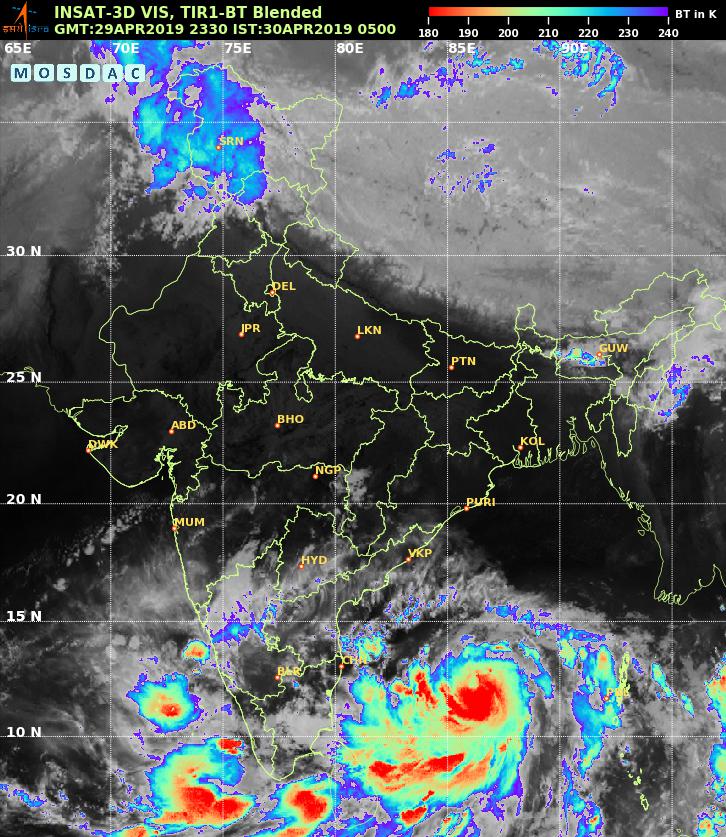 INSAT-3D VIS, TIR1-BT Blended
GMT:29APR2019 2330 IST:30APR2019 0500
BT in K
180 190 200 210 220 230 240
65E 70E 75E 80E 85E 90E
MOSDAC
SRN
30 N
DEL
JPR LKN
GUW
PTN
25 N
ABD BHO
DWK KOL
NGP
20 N PURI
MUM
HYD VKP
15 N
BLR
10 N